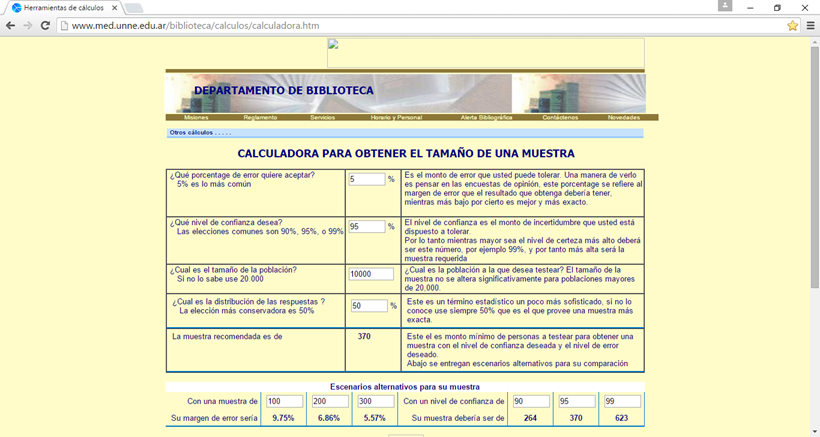 Herramientas de cálculos
www.med.unne.edu.ar/biblioteca/calculos/calculadora.htm
DEPARTAMENTO DE BIBLIOTECA
Misiones Reglamento Servicios Horario y Personal Alerta Bibliográfica Contáctenos Novedades
Otros cálculos . . . . .
CALCULADORA PARA OBTENER EL TAMAÑO DE UNA MUESTRA
¿Qué porcentage de error quiere aceptar?
5% es lo más común
5 %
Es el monto de error que usted puede tolerar. Una manera de verlo
es pensar en las encuestas de opinión, este porcentage se refiere al
margen de error que el resultado que obtenga debería tener,
mientras más bajo por cierto es mejor y más exacto.
¿Qué nivel de confianza desea?
Las elecciones comunes son 90%, 95%, o 99%
95 %
El nivel de confianza es el monto de incertidumbre que usted está
dispuesto a tolerar.
Por lo tanto mientras mayor sea el nivel de certeza más alto deberá
ser este número, por ejemplo 99%, y por tanto más alta será la
muestra requerida
¿Cual es el tamaño de la población?
Si no lo sabe use 20.000
10000
¿Cual es la población a la que desea testear? El tamaño de la
muestra no se altera significativamente para poblaciones mayores
de 20,000.
¿Cual es la distribución de las respuestas ?
La elección más conservadora es 50%
50 %
Este es un término estadístico un poco más sofisticado, si no lo
conoce use siempre 50% que es el que provee una muestra más
exacta.
La muestra recomendada es de
370
Este el es monto mínimo de personas a testear para obtener una
muestra con el nivel de confianza deseada y el nivel de error
deseado.
Abajo se entregan escenarios alternativos para su comparación
Escenarios alternativos para su muestra
Con una muestra de 100 200 300 Con un nivel de confianza de 90 95 99
Su margen de error sería 9.75% 6.86% 5.57% Su muestra debería ser de 264 370 623